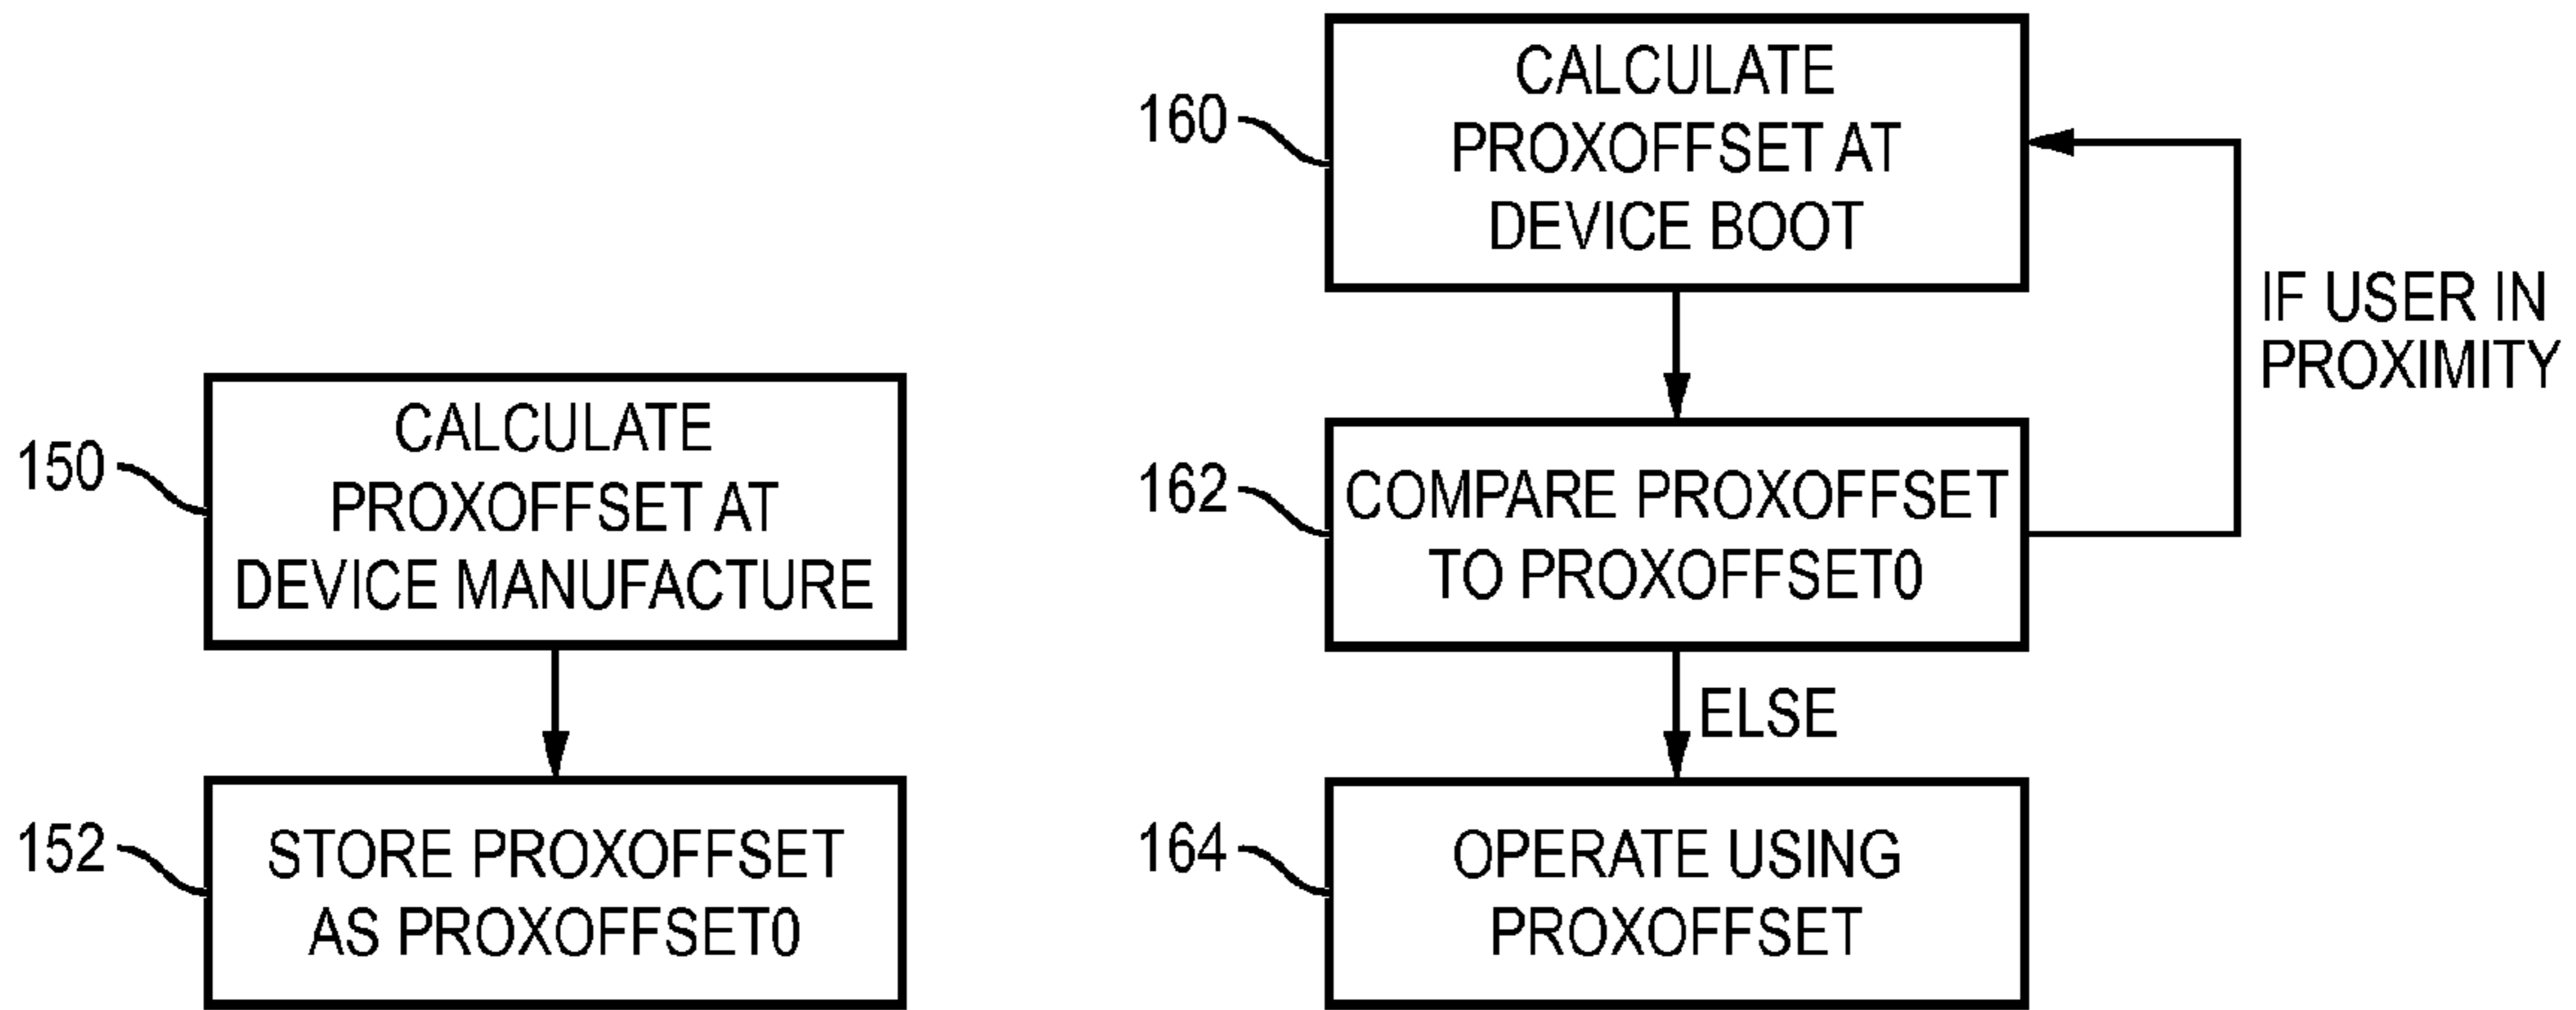 150
CALCULATE
PROXOFFSET AT
DEVICE MANUFACTURE
152
STORE PROXOFFSET
AS PROXOFFSET0
160
CALCULATE
PROXOFFSET AT
DEVICE BOOT
IF USER IN
PROXIMITY
162
COMPARE PROXOFFSET
TO PROXOFFSET0
ELSE
164
OPERATE USING
PROXOFFSET